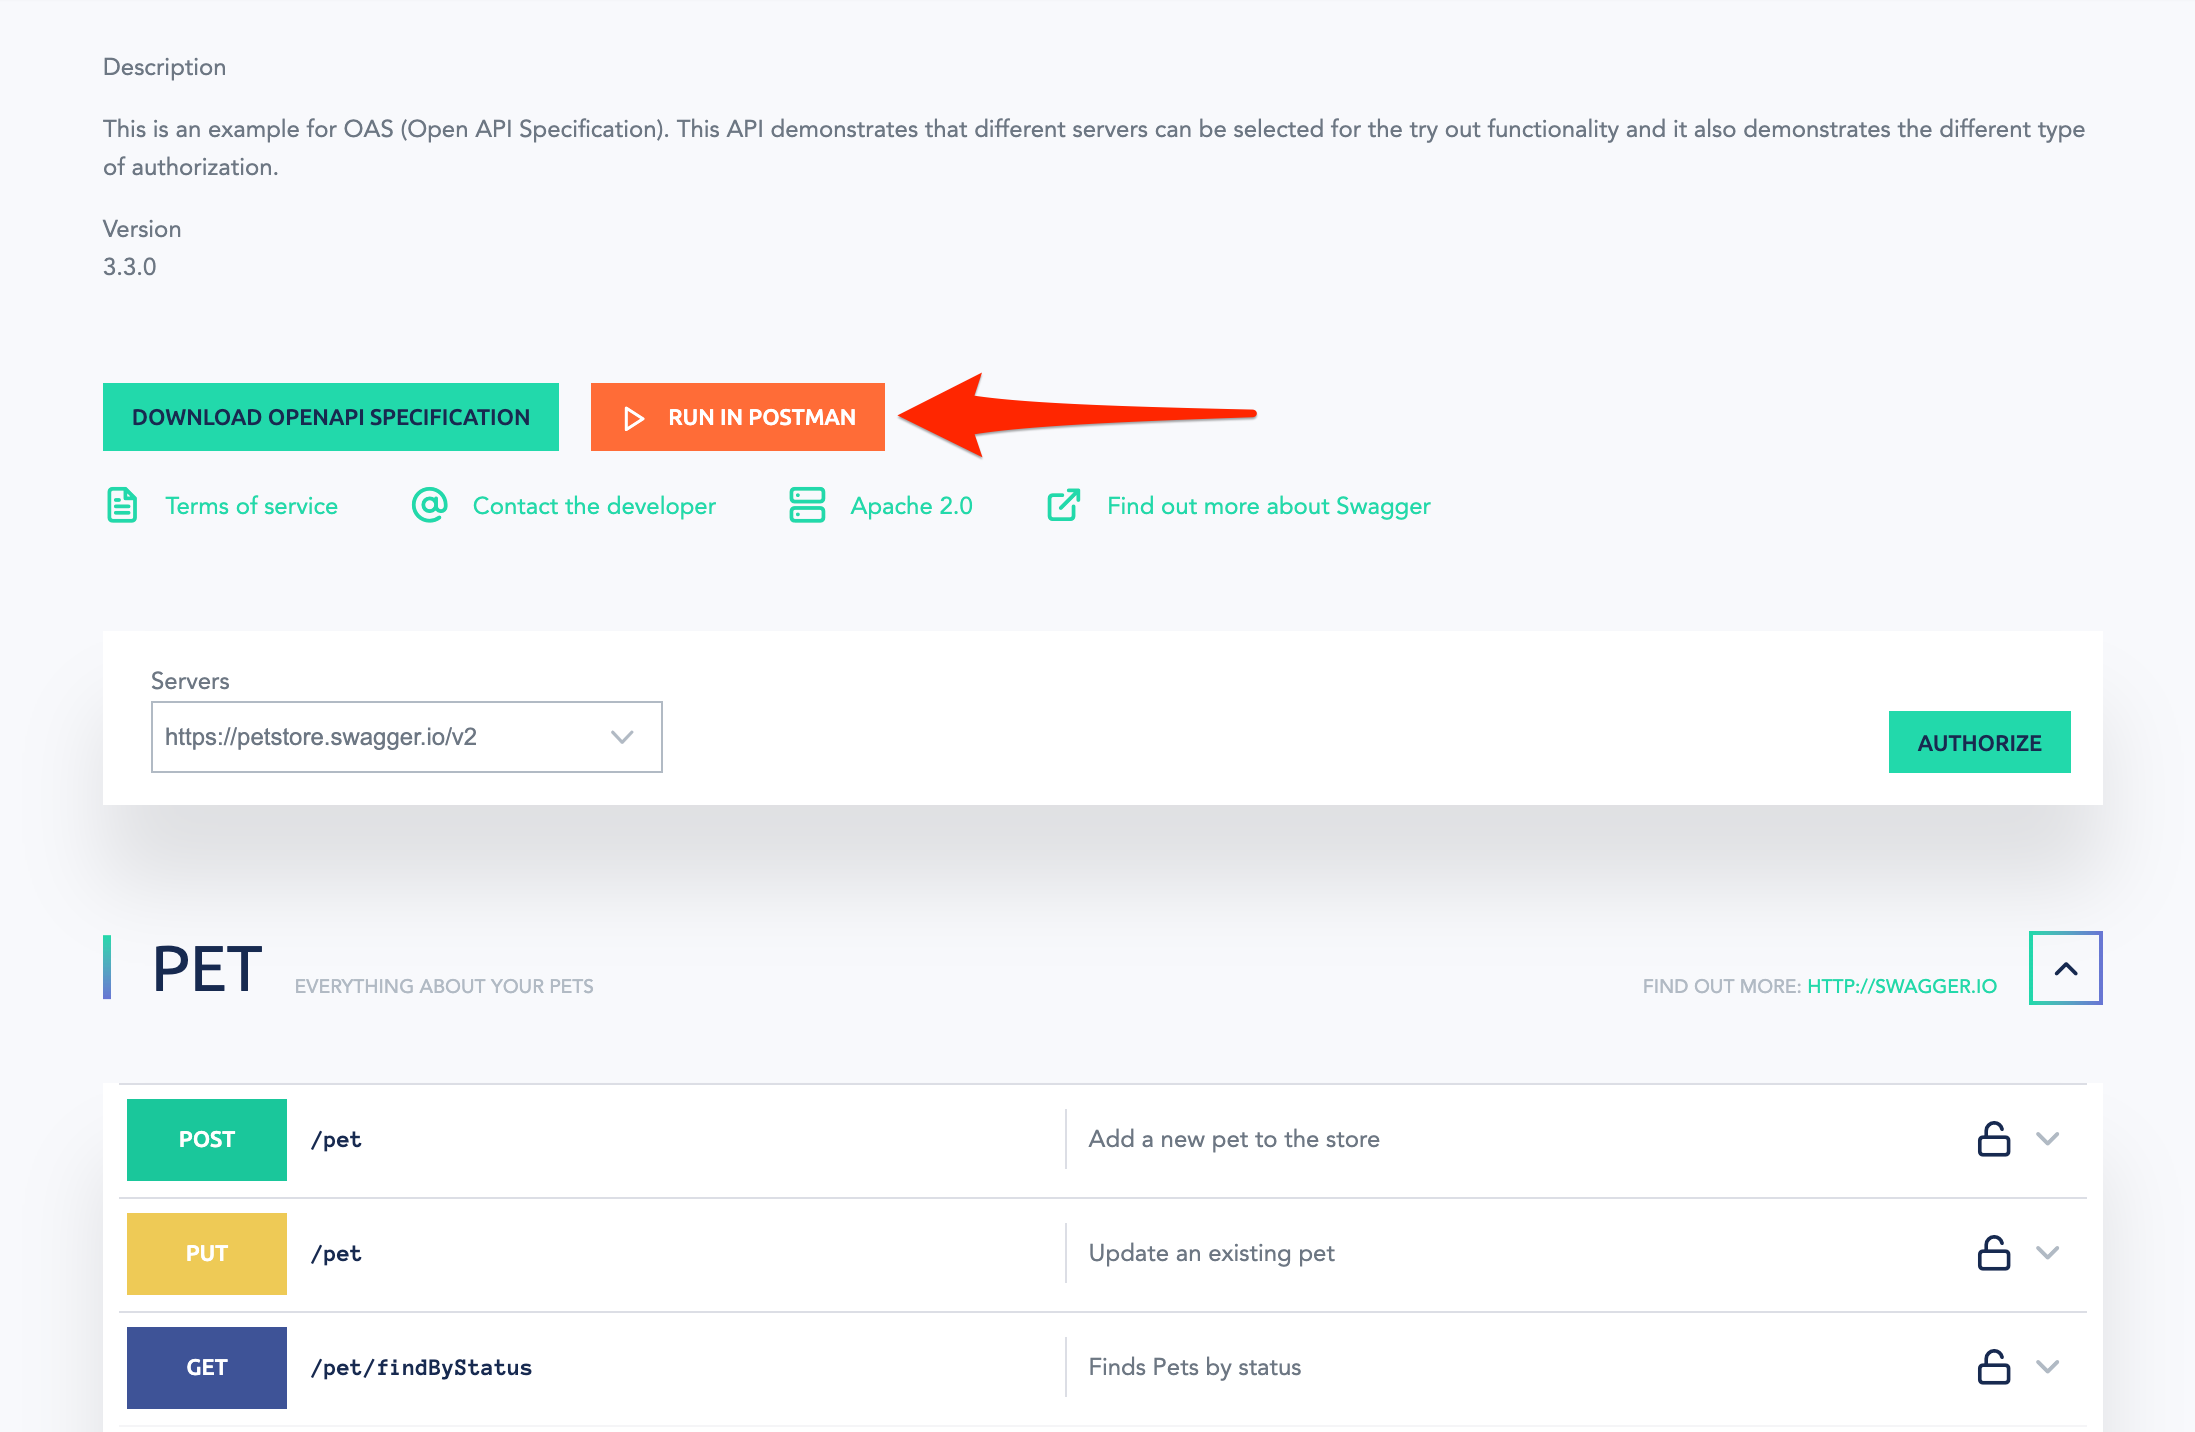 Description
This is an example for OAS (Open API Specification). This API demonstrates that different servers can be selected for the try out functionality and it also demonstrates the different type
of authorization.
Version
3.3.0
DOWNLOAD OPENAPI SPECIFICATION
RUN IN POSTMAN
Terms of service
Contact the developer
Apache 2.0
Find out more about Swagger
Servers
https://petstore.swagger.io/v2
AUTHORIZE
PET
EVERYTHING ABOUT YOUR PETS
FIND OUT MORE: HTTP://SWAGGER.IO
POST
/pet
Add a new pet to the store
PUT
/pet
Update an existing pet
GET
/pet/findByStatus
Finds Pets by status